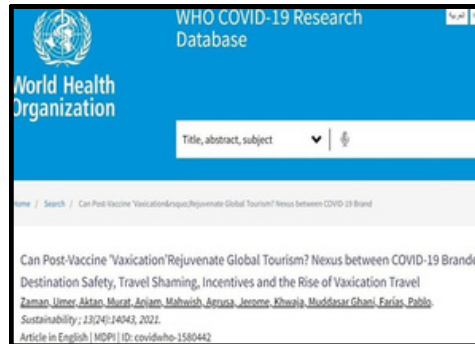 WHO COVID-19 Research
Database
العربية
World Health
Organization
Title, abstract, subject
Home / Search / Can Post-Vaccine 'Vaxication&rsquo;Rejuvenate Global Tourism? Nexus between COVID-19 Brand
Can Post-Vaccine 'Vaxication'Rejuvenate Global Tourism? Nexus between COVID-19 Brande
Destination Safety, Travel Shaming, Incentives and the Rise of Vaxication Travel
Zaman, Umer, Aktan, Murat, Anjam, Mahwish, Agrusa, Jerome, Khwaja, Muddasar Ghani, Farías, Pablo.
Sustainability ; 13(24):14043, 2021.
Article in English | MDPI | ID: covidwho-1580442